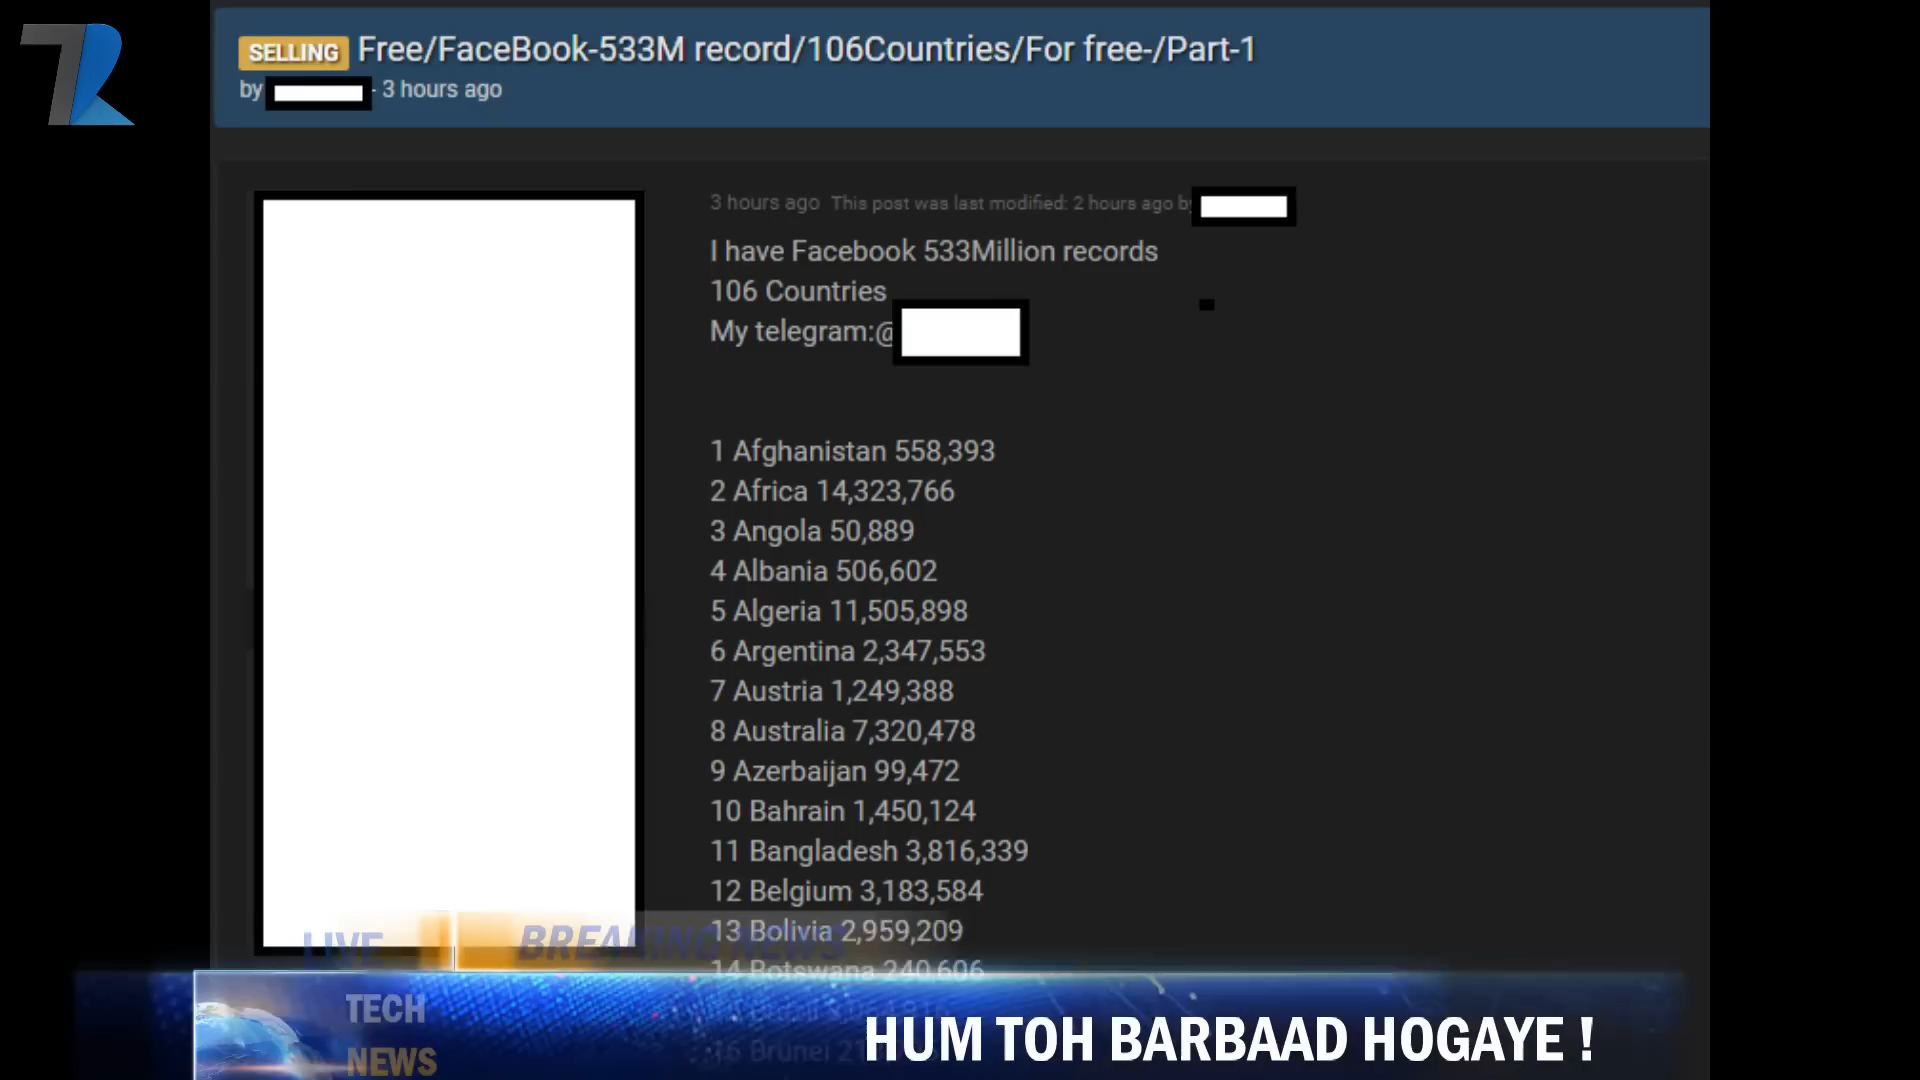 SELLING Free/FaceBook-533M record/106Countries/For free-/Part-1
by - 3 hours ago
3 hours ago This post was last modified: 2 hours ago by
I have Facebook 533Million records
106 Countries
My telegram:@
1 Afghanistan 558,393
2 Africa 14,323,766
3 Angola 50,889
4 Albania 506,602
5 Algeria 11,505,898
6 Argentina 2,347,553
7 Austria 1,249,388
8 Australia 7,320,478
9 Azerbaijan 99,472
10 Bahrain 1,450,124
11 Bangladesh 3,816,339
12 Belgium 3,183,584
13 Bolivia 2,959,209
14 Botswana 240,606
16 Brunei
LIVE
BREAKING NEWS
TECH
NEWS
HUM TOH BARBAAD HOGAYE !